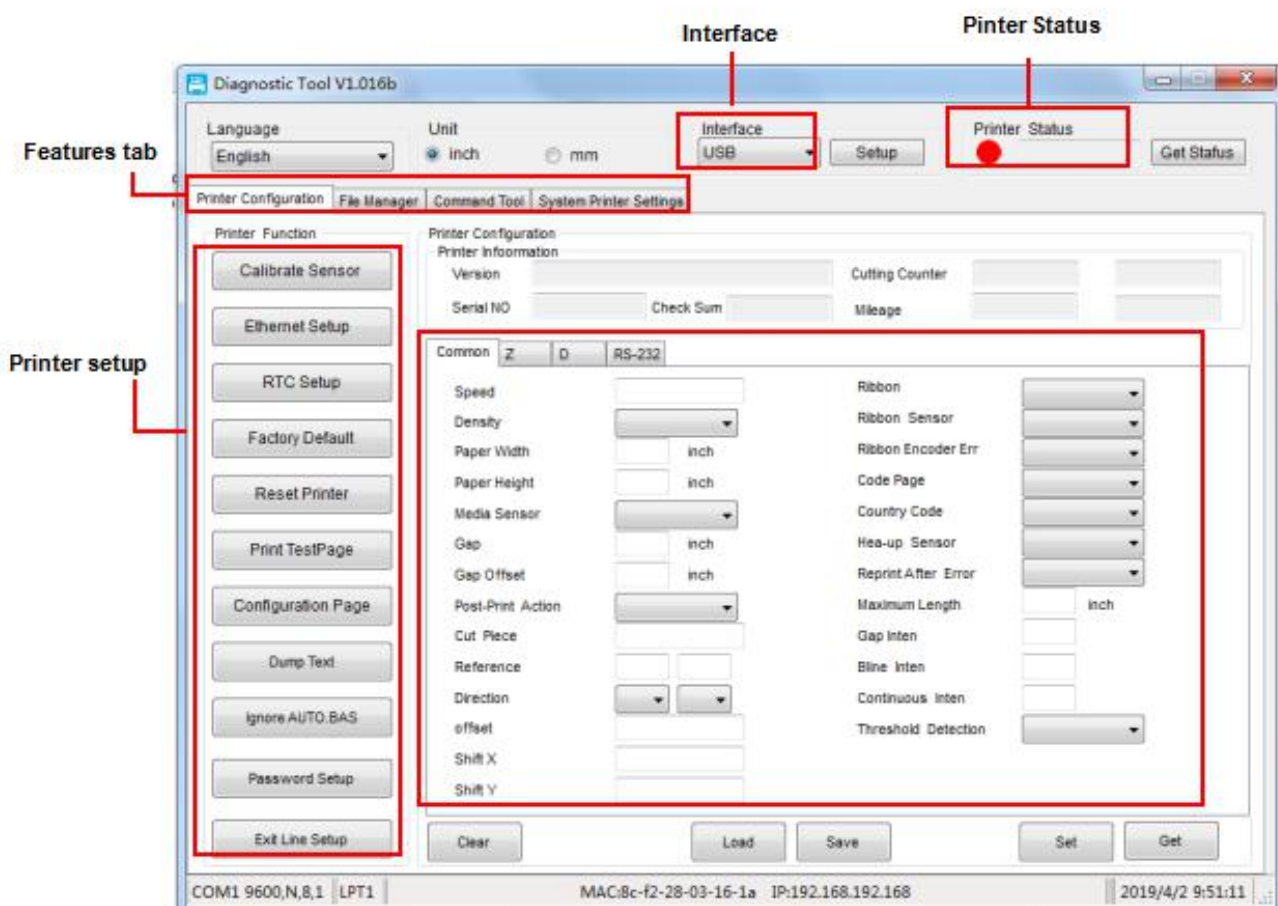 Interface
Pinter Status
Diagnostic Tool V1.016b
Language
Unit
Interface
Printer Status
English
inch
mm
USB
Setup
Get Status
Features tab
Printer Configuration File Manager Command Tool System Printer Settings
Printer Function
Printer Configuration
Printer Infoormation
Calibrate Sensor
Version
Cutting Counter
Serial NO
Check Sum
Mileage
Ethernet Setup
Printer setup
RTC Setup
Factory Default
Reset Printer
Print TestPage
Configuration Page
Dump Text
Ignore AUTO.BAS
Password Setup
Exit Line Setup
Common Z D RS-232
Speed
Density
Paper Width inch
Paper Height inch
Media Sensor
Gap inch
Gap Offset inch
Post-Print Action
Cut Piece
Reference
Direction
offset
Shift X
Shift Y
Ribbon
Ribbon Sensor
Ribbon Encoder Err
Code Page
Country Code
Hea-up Sensor
Reprint After Error
Maximum Length inch
Gap Inten
Bline Inten
Continuous Inten
Threshold Detection
Clear
Load
Save
Set
Get
COM1 9600,N,8,1 LPT1 MAC:8c-f2-28-03-16-1a IP:192.168.192.168 2019/4/2 9:51:11